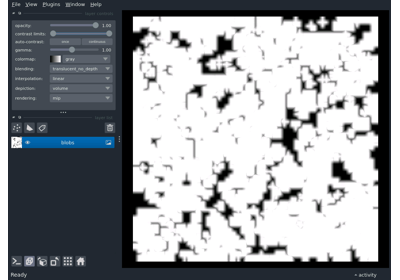 File View Plugins Window Help
opacity: 1.00
contrast limits:
auto-contrast: once continuous
gamma: 1.00
colormap: gray
blending: translucent_no_depth
interpolation: linear
depiction: volume
rendering: mip
blobs
Ready
activity